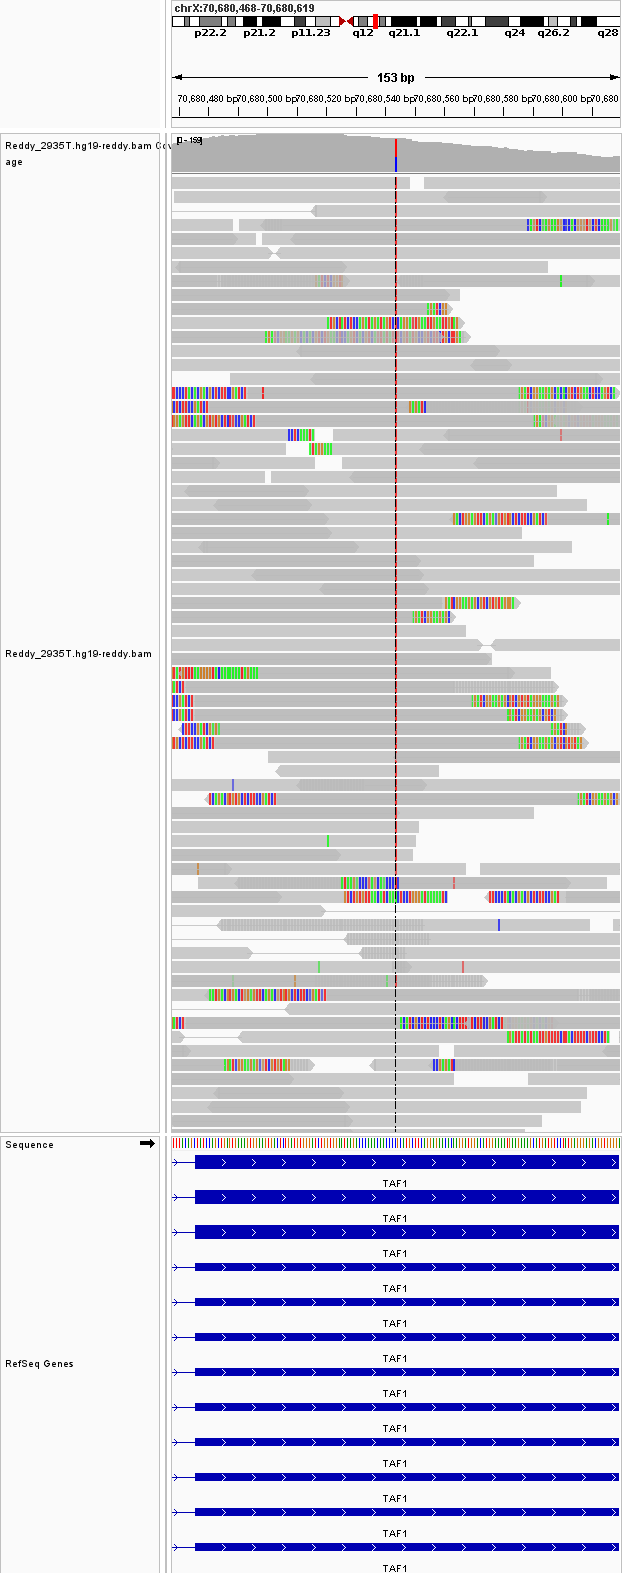 chrX:70,680,468-70,680,619
p22.2 p21.2 p11.23 q12 q21.1 q22.1 q24 q26.2 q28
153 bp
70,680,480 bp 70,680,500 bp 70,680,520 bp 70,680,540 bp 70,680,560 bp 70,680,580 bp 70,680,600 bp 70,680
Reddy_2935T.hg19-reddy.bam Cov
age
Reddy_2935T.hg19-reddy.bam
Sequence
TAF1
TAF1
TAF1
TAF1
TAF1
TAF1
RefSeq Genes
TAF1
TAF1
TAF1
TAF1
TAF1
TAF1